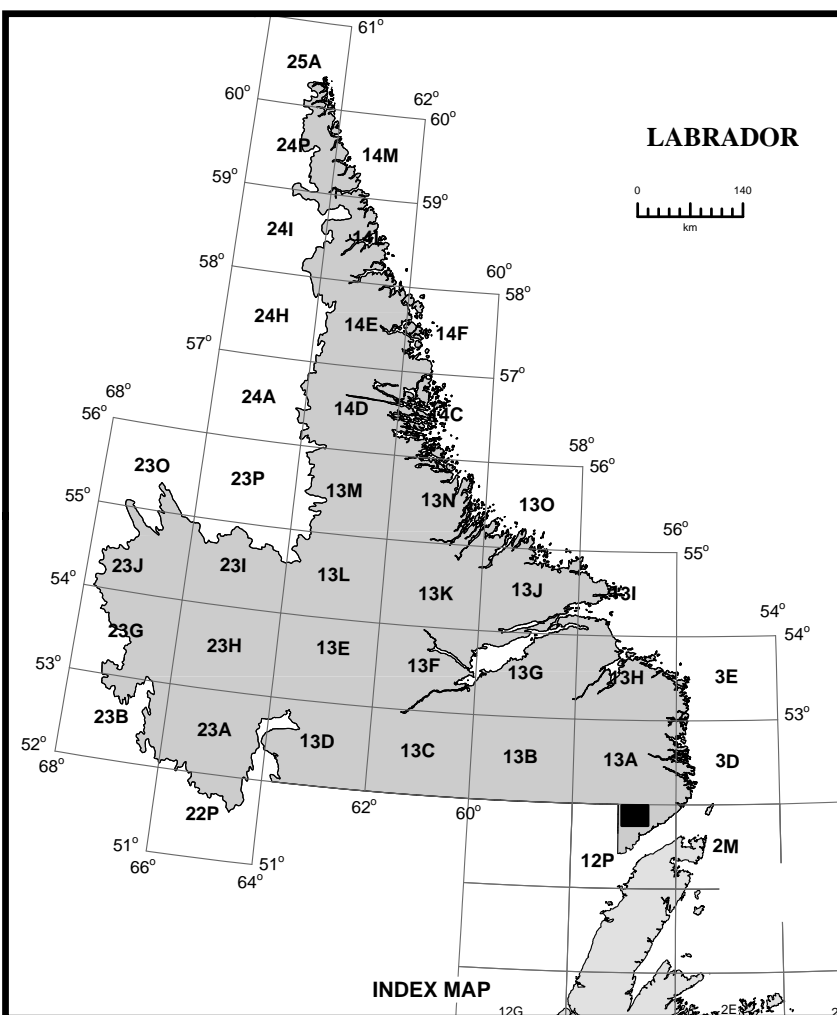 61°
25A
60°
62°
60°
LABRADOR
24P
14M
0 140
km
59°
59°
24I
14L
58°
60°
58°
24H
14E
14F
57°
57°
68°
24A
14D
14C
56°
58°
56°
23O
23P
13M
13N
13O
55°
56°
55°
23J
23I
13L
13K
13J
13I
54°
54°
54°
23G
23H
13E
13F
13G
13H
3E
53°
53°
23B
23A
13D
13C
13B
13A
3D
52°
68°
22P
62°
60°
51°
66°
51°
64°
12P
2M
INDEX MAP
12G
2E